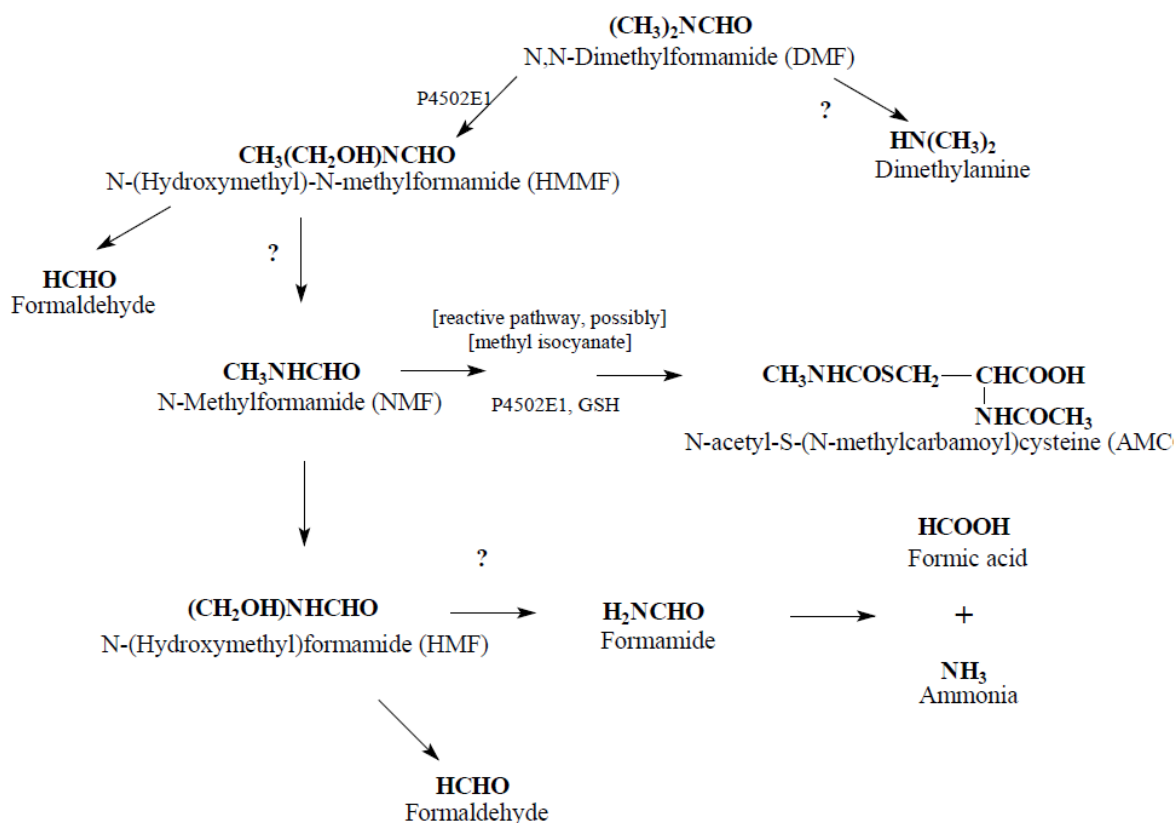 (CH₃)₂NCHO
N,N-Dimethylformamide (DMF)
P4502E1
?
CH₃(CH₂OH)NCHO
N-(Hydroxymethyl)-N-methylformamide (HMMF)
HN(CH₃)₂
Dimethylamine
?
HCHO
Formaldehyde
[reactive pathway, possibly]
[methyl isocyanate]
CH₃NHCHO
N-Methylformamide (NMF)
P4502E1, GSH
CH₃NHCOSCH₂—CHCOOH
NHCOCH₃
N-acetyl-S-(N-methylcarbamoyl)cysteine (AMC
HCOOH
Formic acid
?
(CH₂OH)NHCHO
N-(Hydroxymethyl)formamide (HMF)
H₂NCHO
Formamide
+
NH₃
Ammonia
HCHO
Formaldehyde